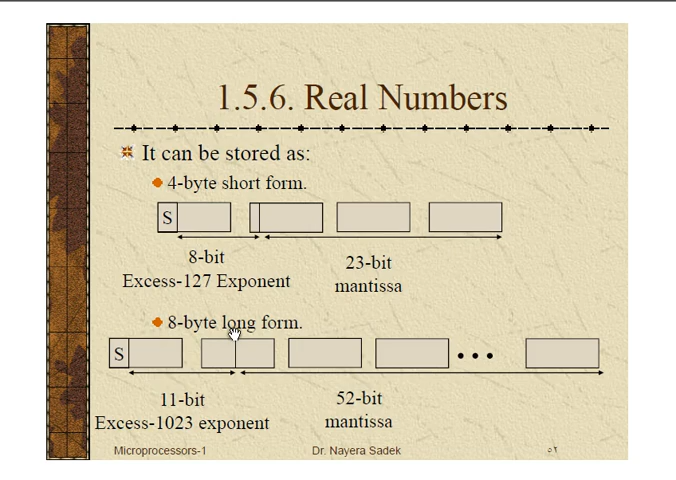 1.5.6. Real Numbers
It can be stored as:
4-byte short form.
S
8-bit
Excess-127 Exponent
23-bit
mantissa
8-byte long form.
S
• • •
11-bit
Excess-1023 exponent
52-bit
mantissa
Microprocessors-1 Dr. Nayera Sadek ٥٢